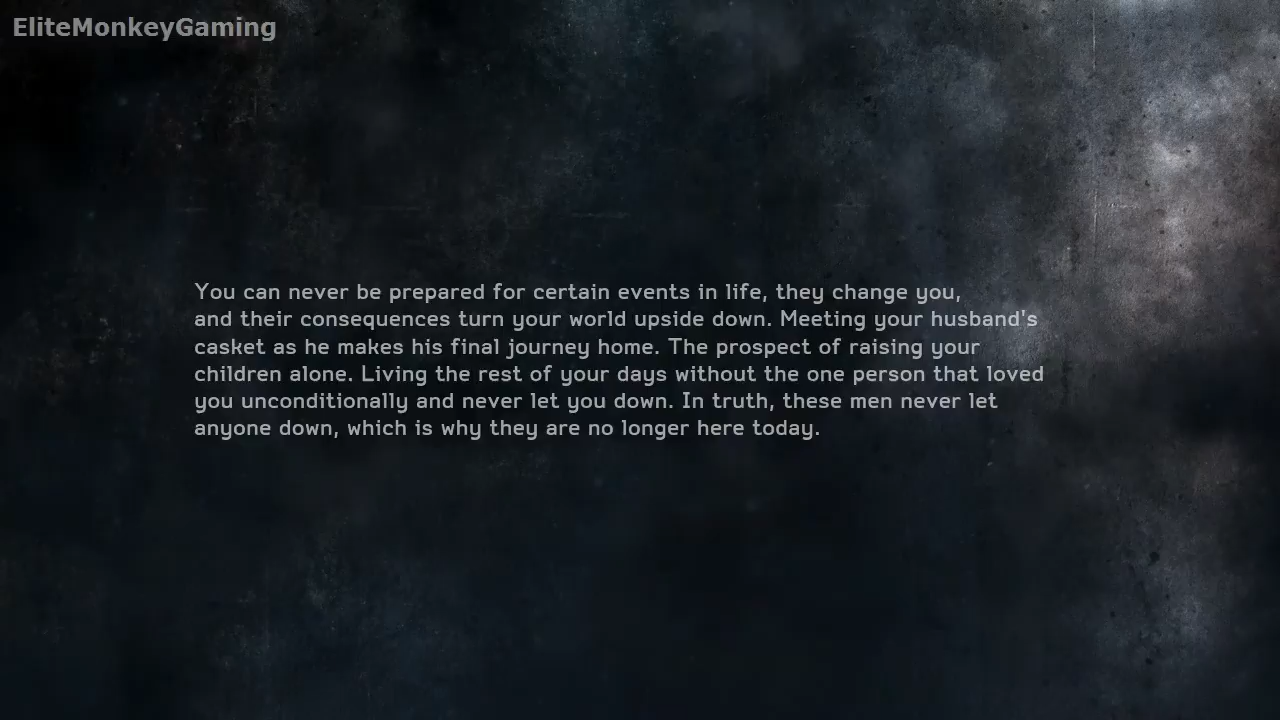 EliteMonkeyGaming
You can never be prepared for certain events in life, they change you,
and their consequences turn your world upside down. Meeting your husband's
casket as he makes his final journey home. The prospect of raising your
children alone. Living the rest of your days without the one person that loved
you unconditionally and never let you down. In truth, these men never let
anyone down, which is why they are no longer here today.